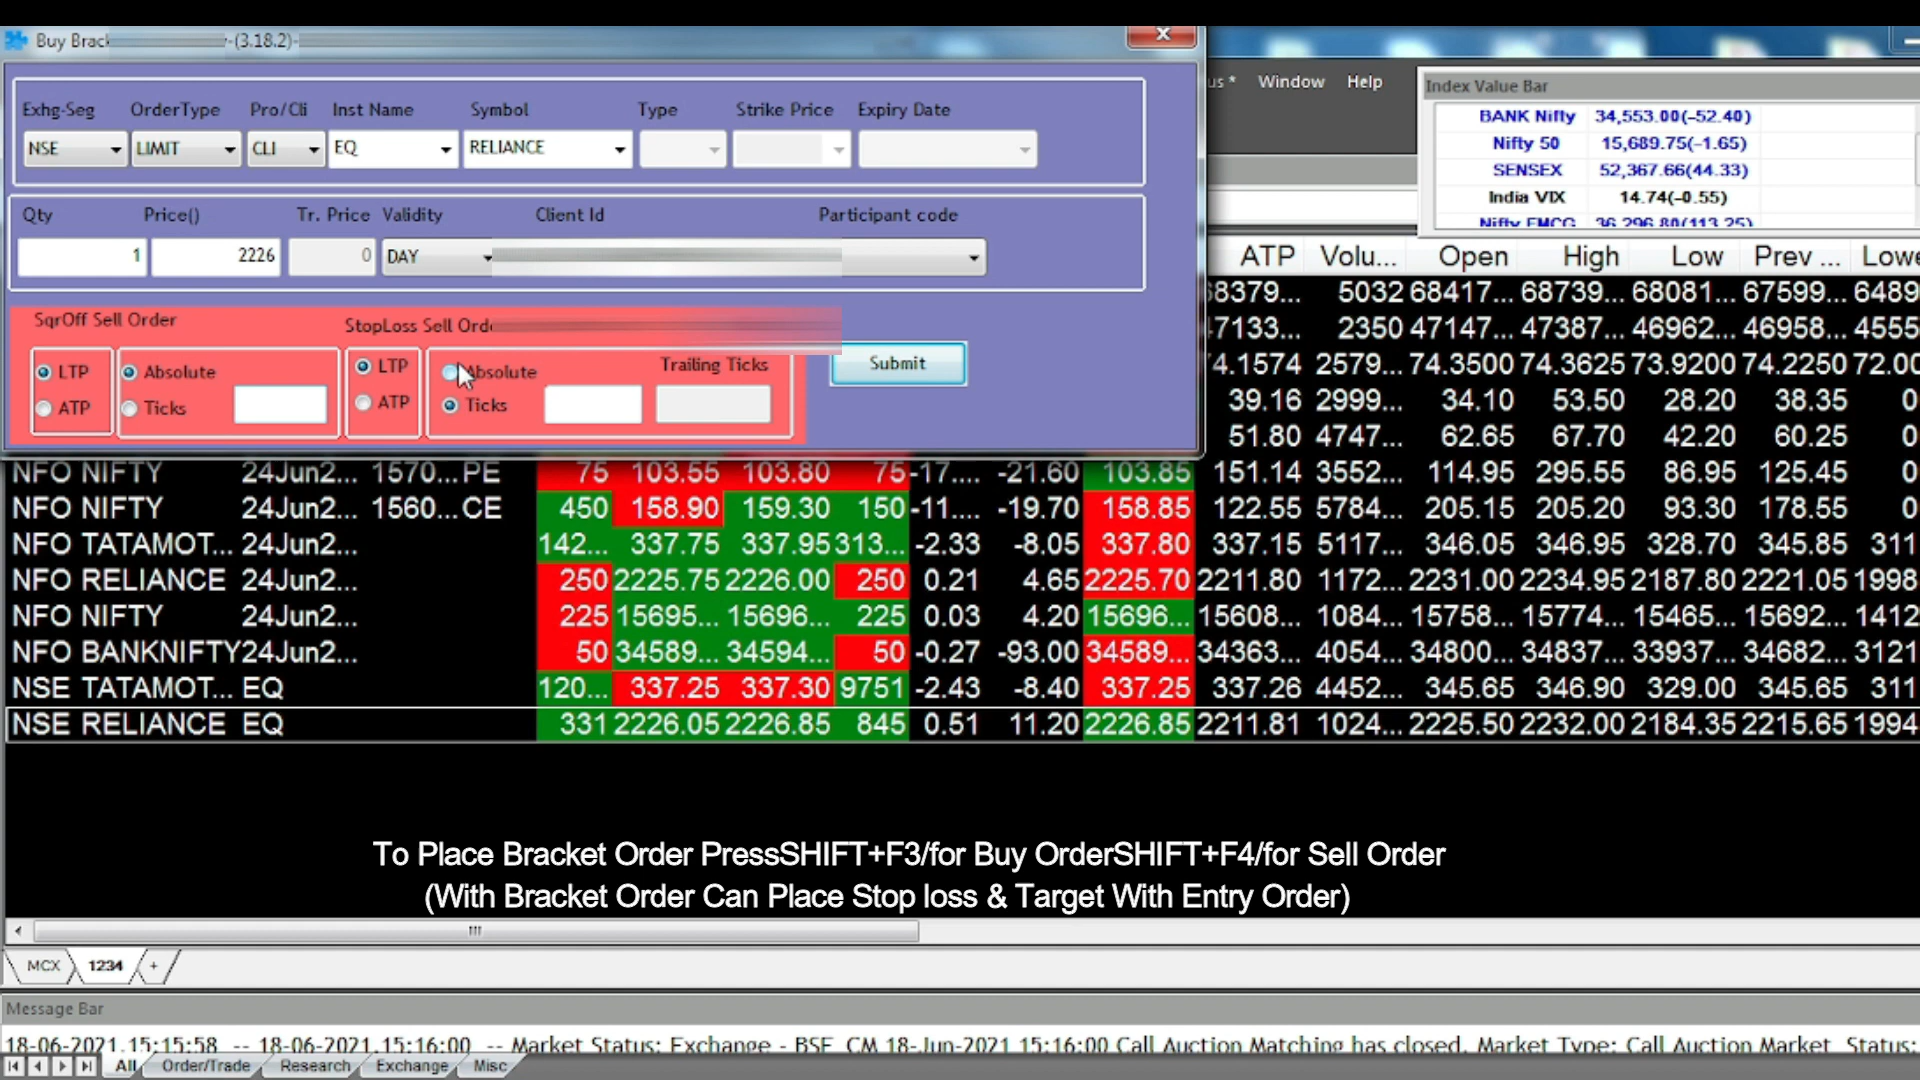 Buy Brac -(3.18.2)-
us * Window Help
Index Value Bar
BANK Nifty 34,553.00(-52.40)
Nifty 50 15,689.75(-1.65)
SENSEX 52,367.66(44.33)
India VIX 14.74(-0.55)
Nifty FMCG 36,296.80(113.25)
Exhg-Seg OrderType Pro/Cli Inst Name Symbol Type Strike Price Expiry Date
NSE LIMIT CLI EQ RELIANCE
Qty Price() Tr. Price Validity Client Id Participant code
1 2226 0 DAY
SqrOff Sell Order StopLoss Sell Orde
LTP Absolute LTP Absolute Trailing Ticks Submit
ATP Ticks ATP Ticks
ATP Volu... Open High Low Prev ... Lowe
68379... 5032 68417... 68739... 68081... 67599... 6489
47133... 2350 47147... 47387... 46962... 46958... 4555
74.1574 2579... 74.3500 74.3625 73.9200 74.2250 72.00
39.16 2999... 34.10 53.50 28.20 38.35 0
51.80 4747... 62.65 67.70 42.20 60.25 0
NFO NIFTY 24Jun2... 1570... PE 75 103.55 103.80 75 -17.... -21.60 103.85 151.14 3552... 114.95 295.55 86.95 125.45 0
NFO NIFTY 24Jun2... 1560... CE 450 158.90 159.30 150 -11.... -19.70 158.85 122.55 5784... 205.15 205.20 93.30 178.55 0
NFO TATAMOT... 24Jun2... 142... 337.75 337.95 313... -2.33 -8.05 337.80 337.15 5117... 346.05 346.95 328.70 345.85 311
NFO RELIANCE 24Jun2... 250 2225.75 2226.00 250 0.21 4.65 2225.70 2211.80 1172... 2231.00 2234.95 2187.80 2221.05 1998
NFO NIFTY 24Jun2... 225 15695... 15696... 225 0.03 4.20 15696... 15608... 1084... 15758... 15774... 15465... 15692... 1412
NFO BANKNIFTY 24Jun2... 50 34589... 34594... 50 -0.27 -93.00 34589... 34363... 4054... 34800... 34837... 33937... 34682... 3121
NSE TATAMOT... EQ 120... 337.25 337.30 9751 -2.43 -8.40 337.25 337.26 4452... 345.65 346.90 329.00 345.65 311
NSE RELIANCE EQ 331 2226.05 2226.85 845 0.51 11.20 2226.85 2211.81 1024... 2225.50 2232.00 2184.35 2215.65 1994
To Place Bracket Order PressSHIFT+F3/for Buy OrderSHIFT+F4/for Sell Order
(With Bracket Order Can Place Stop loss & Target With Entry Order)
MCX 1234 +
Message Bar
18-06-2021 15:15:58 -- 18-06-2021 15:16:00 -- Market Status: Exchange - BSE CM 18-Jun-2021 15:16:00 Call Auction Matching has closed. Market Type: Call Auction Market Status:
All Order/Trade Research Exchange Misc